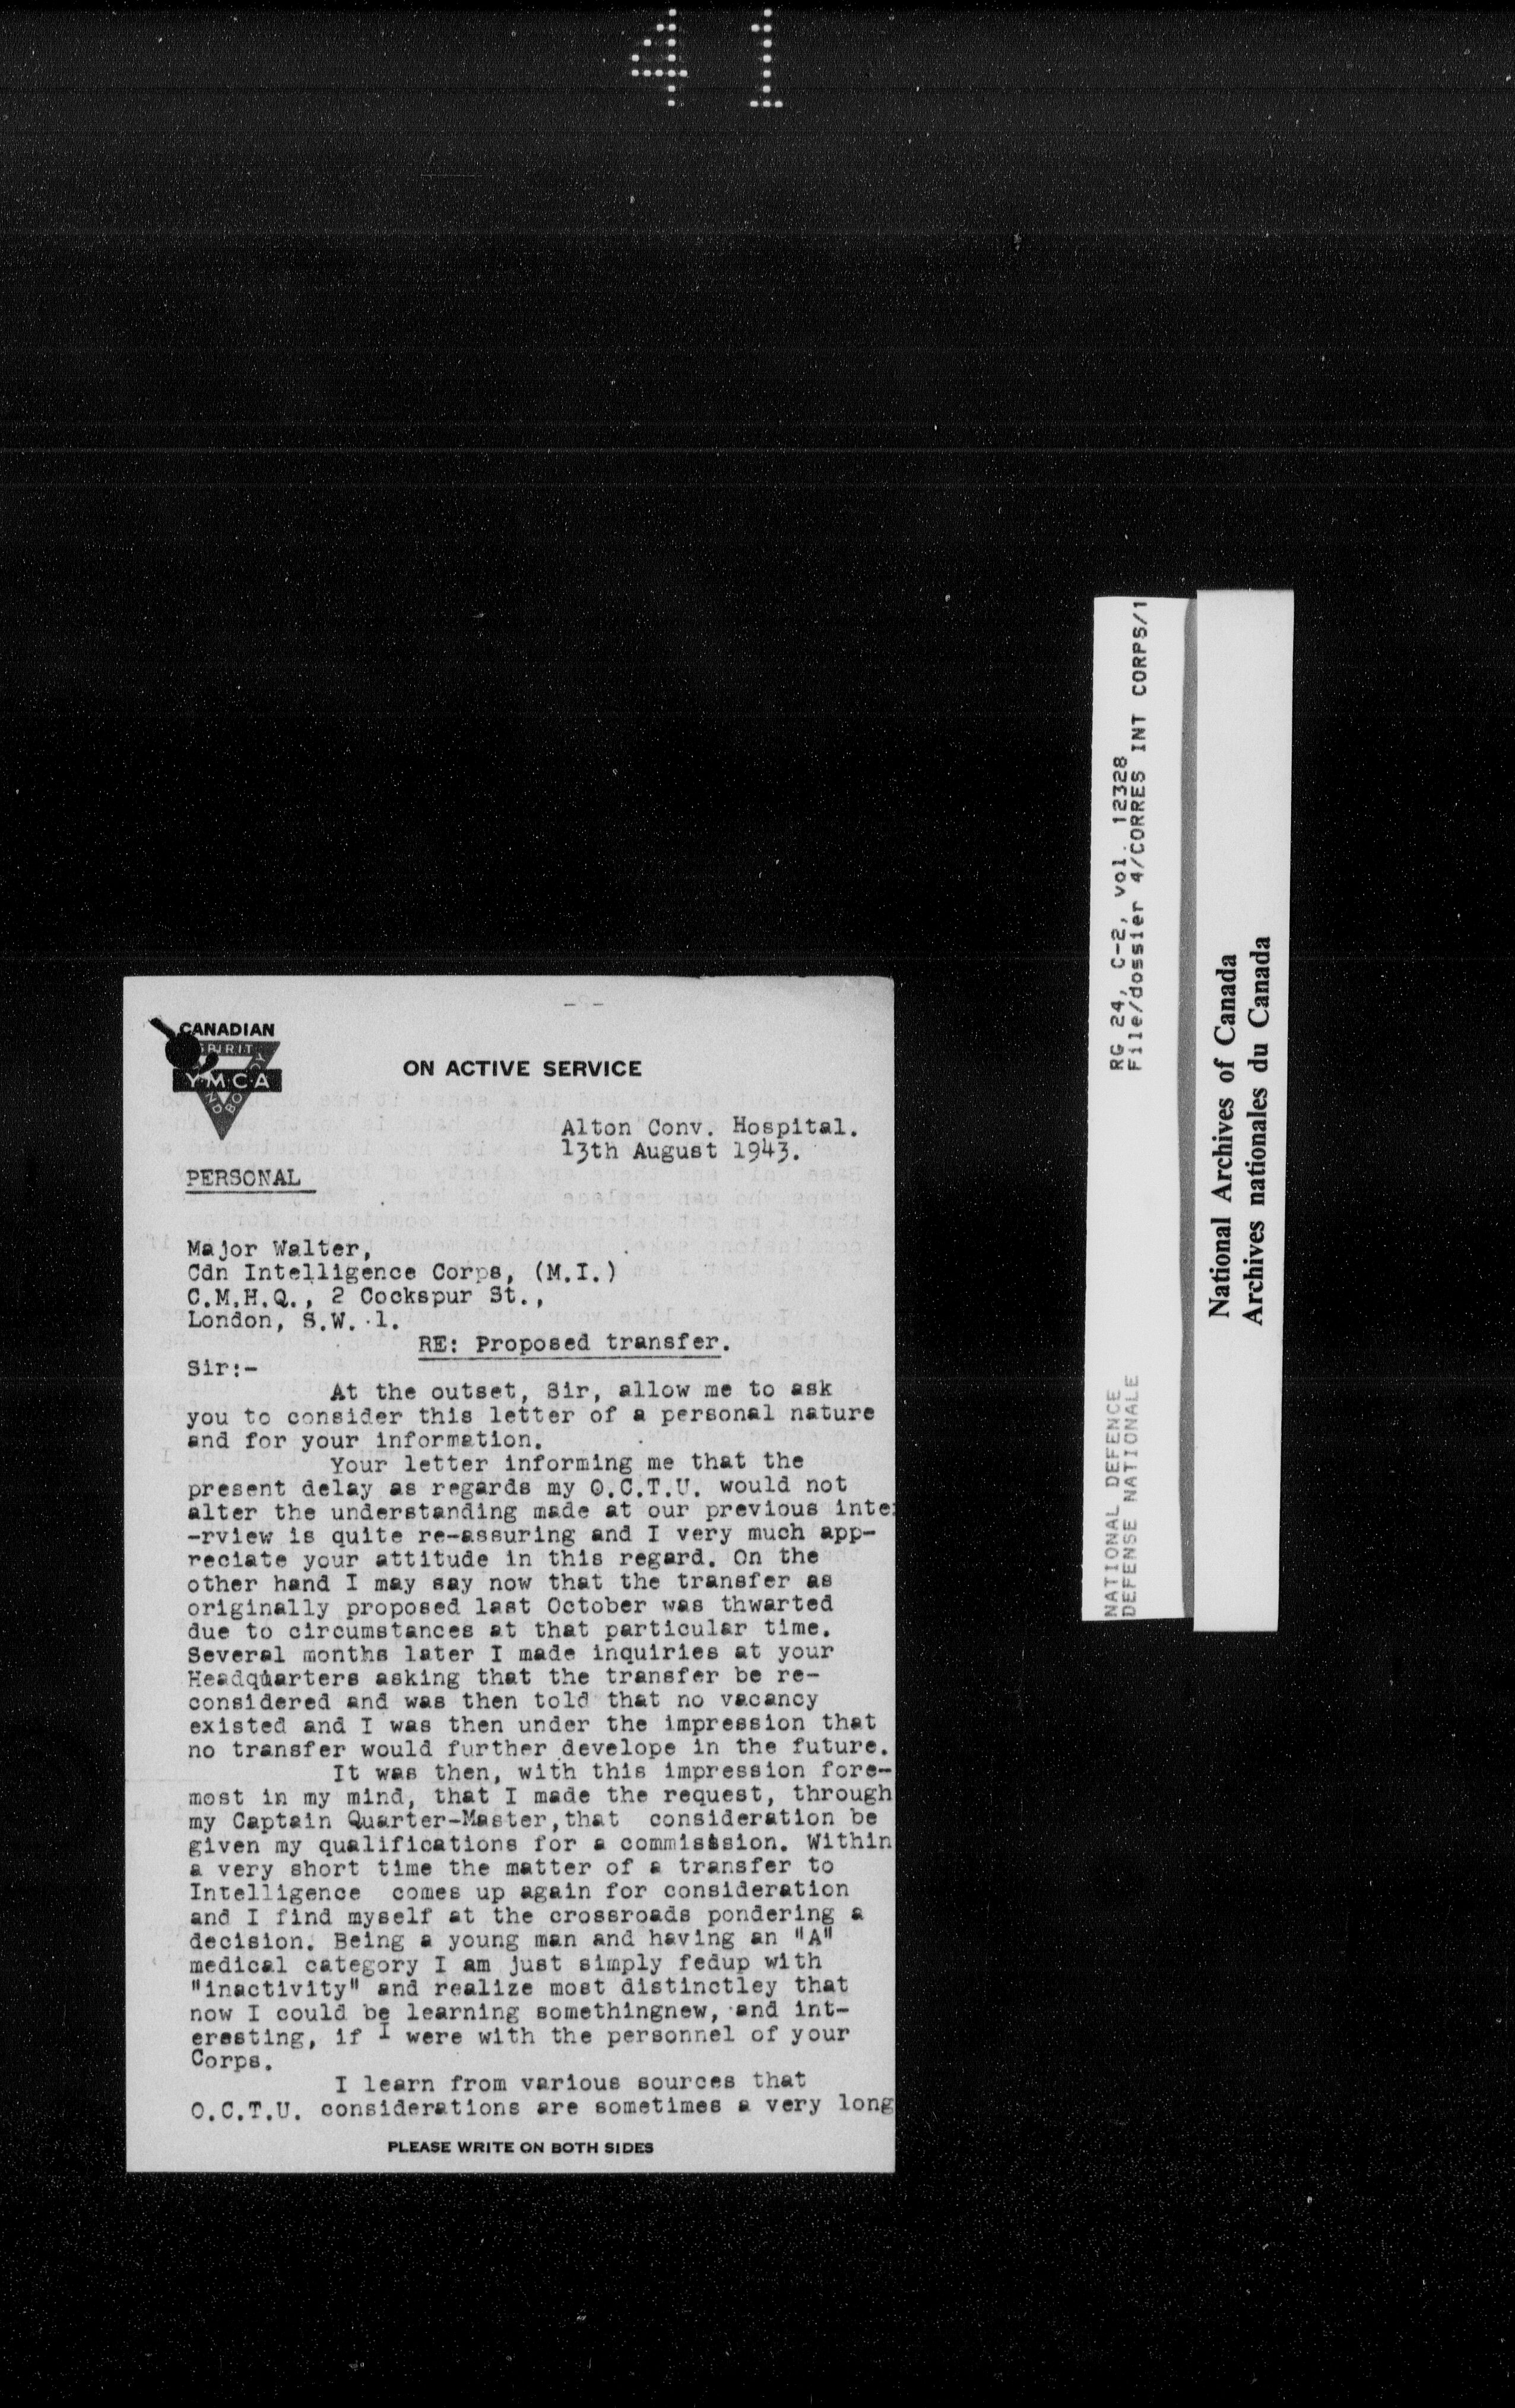 41
CANADIAN
SPIRIT
Y·M·C·A
MIND
BODY
ON ACTIVE SERVICE
Alton Conv. Hospital.
13th August 1943.
PERSONAL
Major Walter,
Cdn Intelligence Corps, (M.I.)
C.M.H.Q., 2 Cockspur St.,
London, S.W. 1.
RE: Proposed transfer.
Sir:-
At the outset, Sir, allow me to ask
you to consider this letter of a personal nature
and for your information.
Your letter informing me that the
present delay as regards my O.C.T.U. would not
alter the understanding made at our previous inte
-rview is quite re-assuring and I very much app-
reciate your attitude in this regard. On the
other hand I may say now that the transfer as
originally proposed last October was thwarted
due to circumstances at that particular time.
Several months later I made inquiries at your
Headquarters asking that the transfer be re-
considered and was then told that no vacancy
existed and I was then under the impression that
no transfer would further develope in the future.
It was then, with this impression fore-
most in my mind, that I made the request, through
my Captain Quarter-Master,that consideration be
given my qualifications for a commisssion. Within
a very short time the matter of a transfer to
Intelligence comes up again for consideration
and I find myself at the crossroads pondering a
decision. Being a young man and having an "A"
medical category I am just simply fedup with
"inactivity" and realize most distinctley that
now I could be learning somethingnew, and int-
eresting, if I were with the personnel of your
Corps.
I learn from various sources that
O.C.T.U. considerations are sometimes a very long
PLEASE WRITE ON BOTH SIDES
RG 24, C-2, vol. 12328
File/dossier 4/CORRES INT CORPS/1
NATIONAL DEFENCE
DEFENSE NATIONALE
National Archives of Canada
Archives nationales du Canada